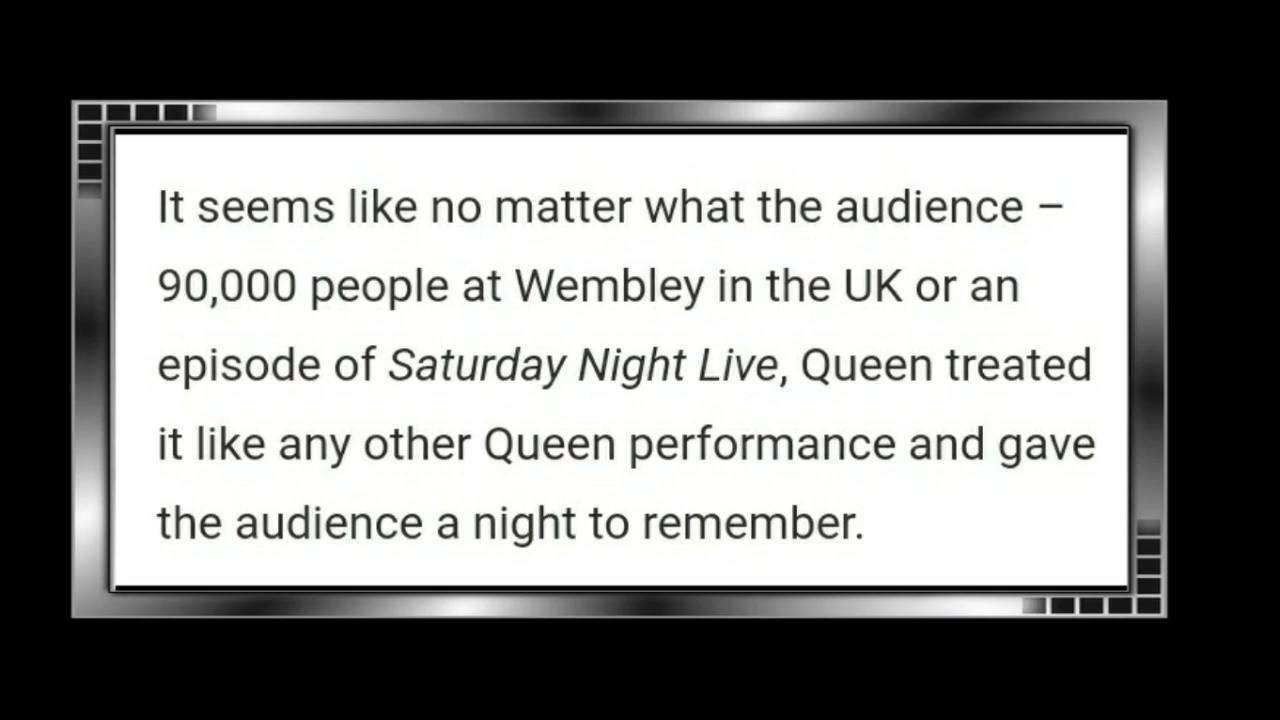 It seems like no matter what the audience –
90,000 people at Wembley in the UK or an
episode of Saturday Night Live, Queen treated
it like any other Queen performance and gave
the audience a night to remember.